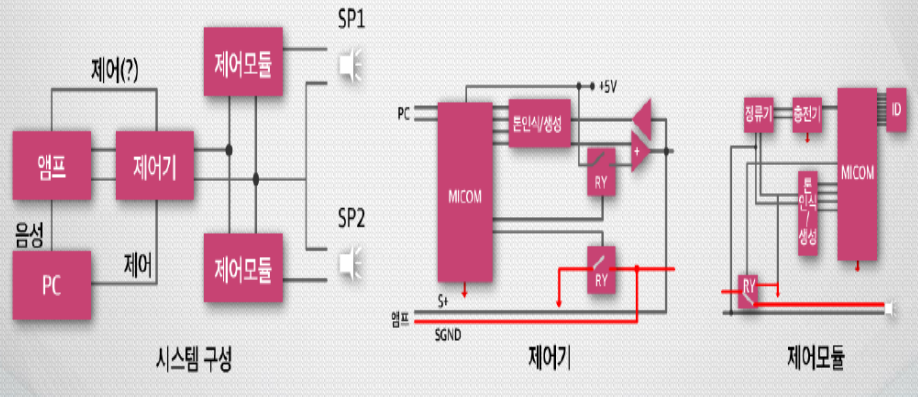 제어(?)
앰프
제어기
음성
PC
제어
제어모듈
제어모듈
SP1
SP2
시스템 구성
PC
+5V
톤인식/생성
MICOM
+
RY
RY
S+
앰프
SGND
제어기
정류기
충전기
ID
MICOM
톤
인식
/
생성
RY
제어모듈